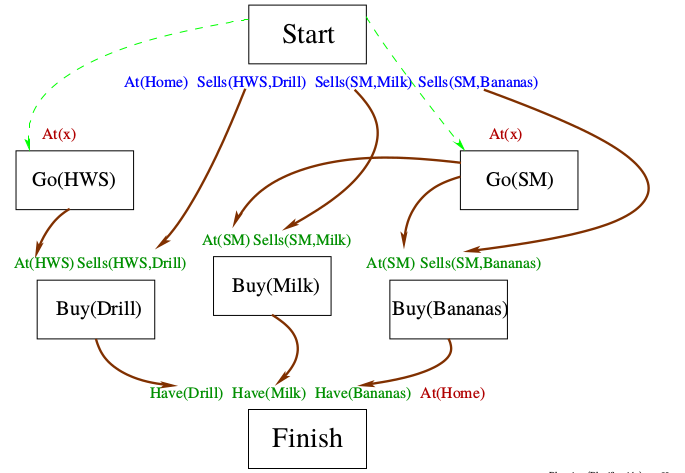 Start
At(Home) Sells(HWS,Drill) Sells(SM,Milk) Sells(SM,Bananas)
At(x) At(x)
Go(HWS) Go(SM)
At(SM) Sells(SM,Milk)
At(HWS) Sells(HWS,Drill) At(SM) Sells(SM,Bananas)
Buy(Milk)
Buy(Drill) Buy(Bananas)
Have(Drill) Have(Milk) Have(Bananas) At(Home)
Finish